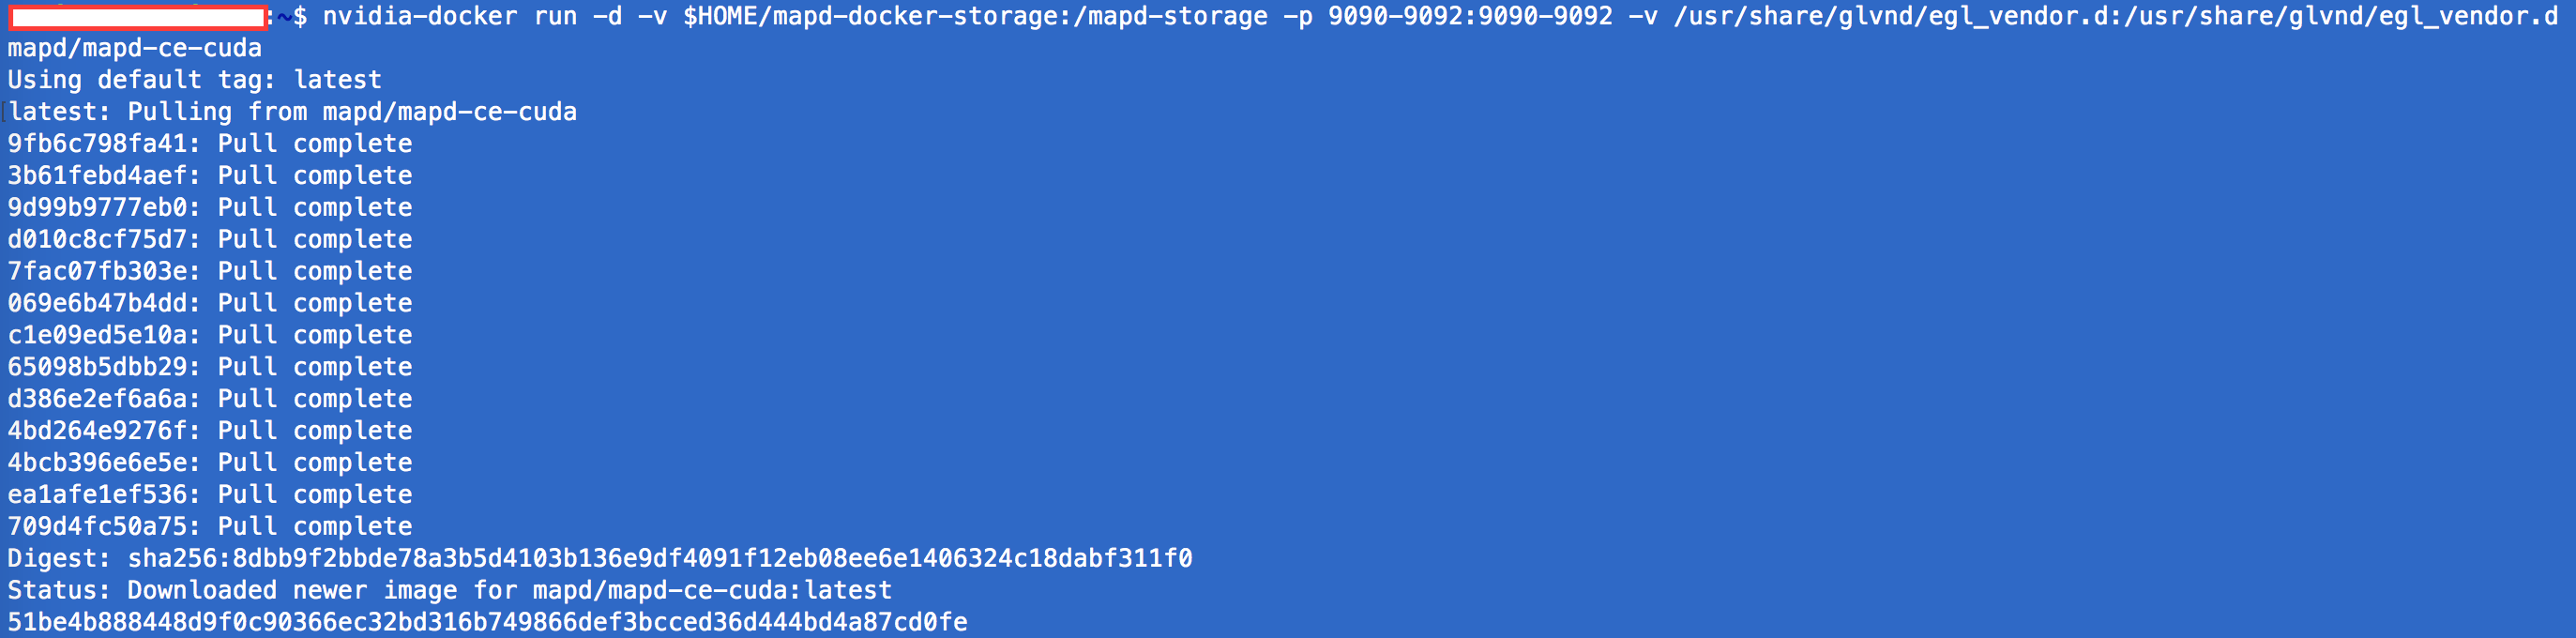 :~$ nvidia-docker run -d -v $HOME/mapd-docker-storage:/mapd-storage -p 9090-9092:9090-9092 -v /usr/share/glvnd/egl_vendor.d:/usr/share/glvnd/egl_vendor.d
mapd/mapd-ce-cuda
Using default tag: latest
latest: Pulling from mapd/mapd-ce-cuda
9fb6c798fa41: Pull complete
3b61febd4aef: Pull complete
9d99b9777eb0: Pull complete
d010c8cf75d7: Pull complete
7fac07fb303e: Pull complete
069e6b47b4dd: Pull complete
c1e09ed5e10a: Pull complete
65098b5dbb29: Pull complete
d386e2ef6a6a: Pull complete
4bd264e9276f: Pull complete
4bcb396e6e5e: Pull complete
ea1afe1ef536: Pull complete
709d4fc50a75: Pull complete
Digest: sha256:8dbb9f2bbde78a3b5d4103b136e9df4091f12eb08ee6e1406324c18dabf311f0
Status: Downloaded newer image for mapd/mapd-ce-cuda:latest
51be4b888448d9f0c90366ec32bd316b749866def3bcced36d444bd4a87cd0fe